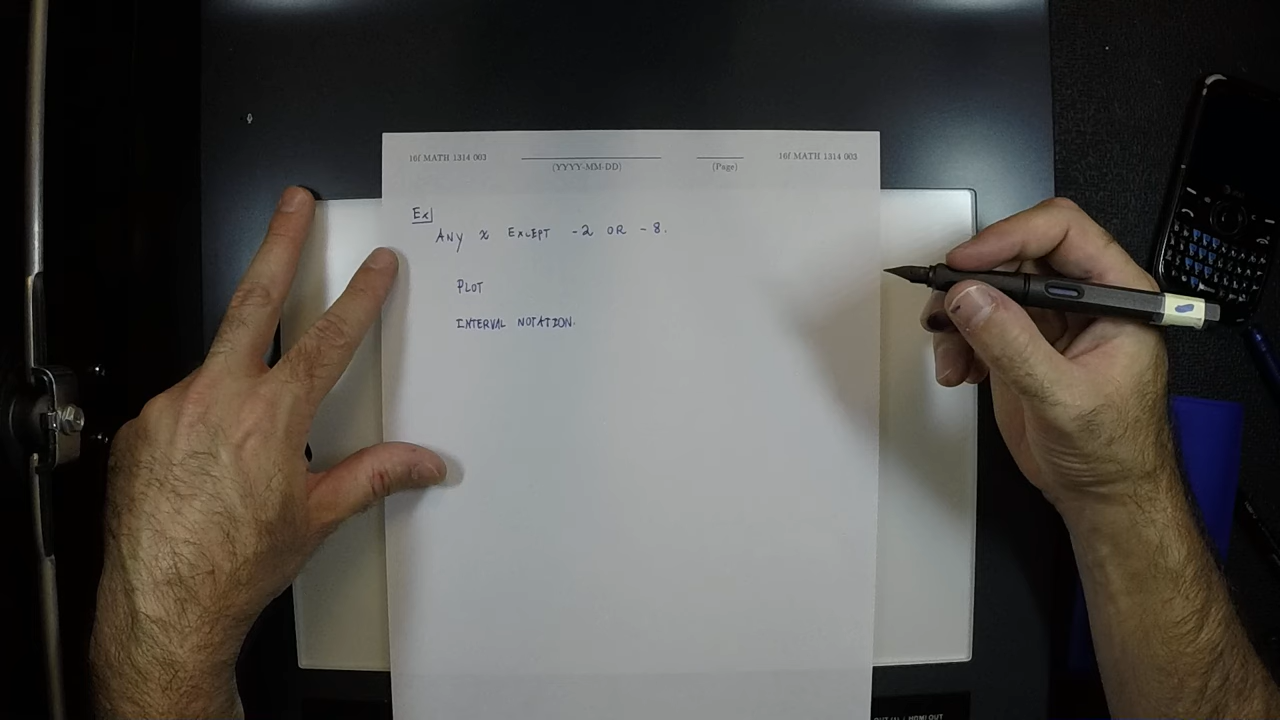 16f MATH 1314 003
(YYYY-MM-DD)
(Page)
16f MATH 1314 003
Ex
ANY x EXCEPT -2 OR -8.
PLOT
INTERVAL NOTATION.